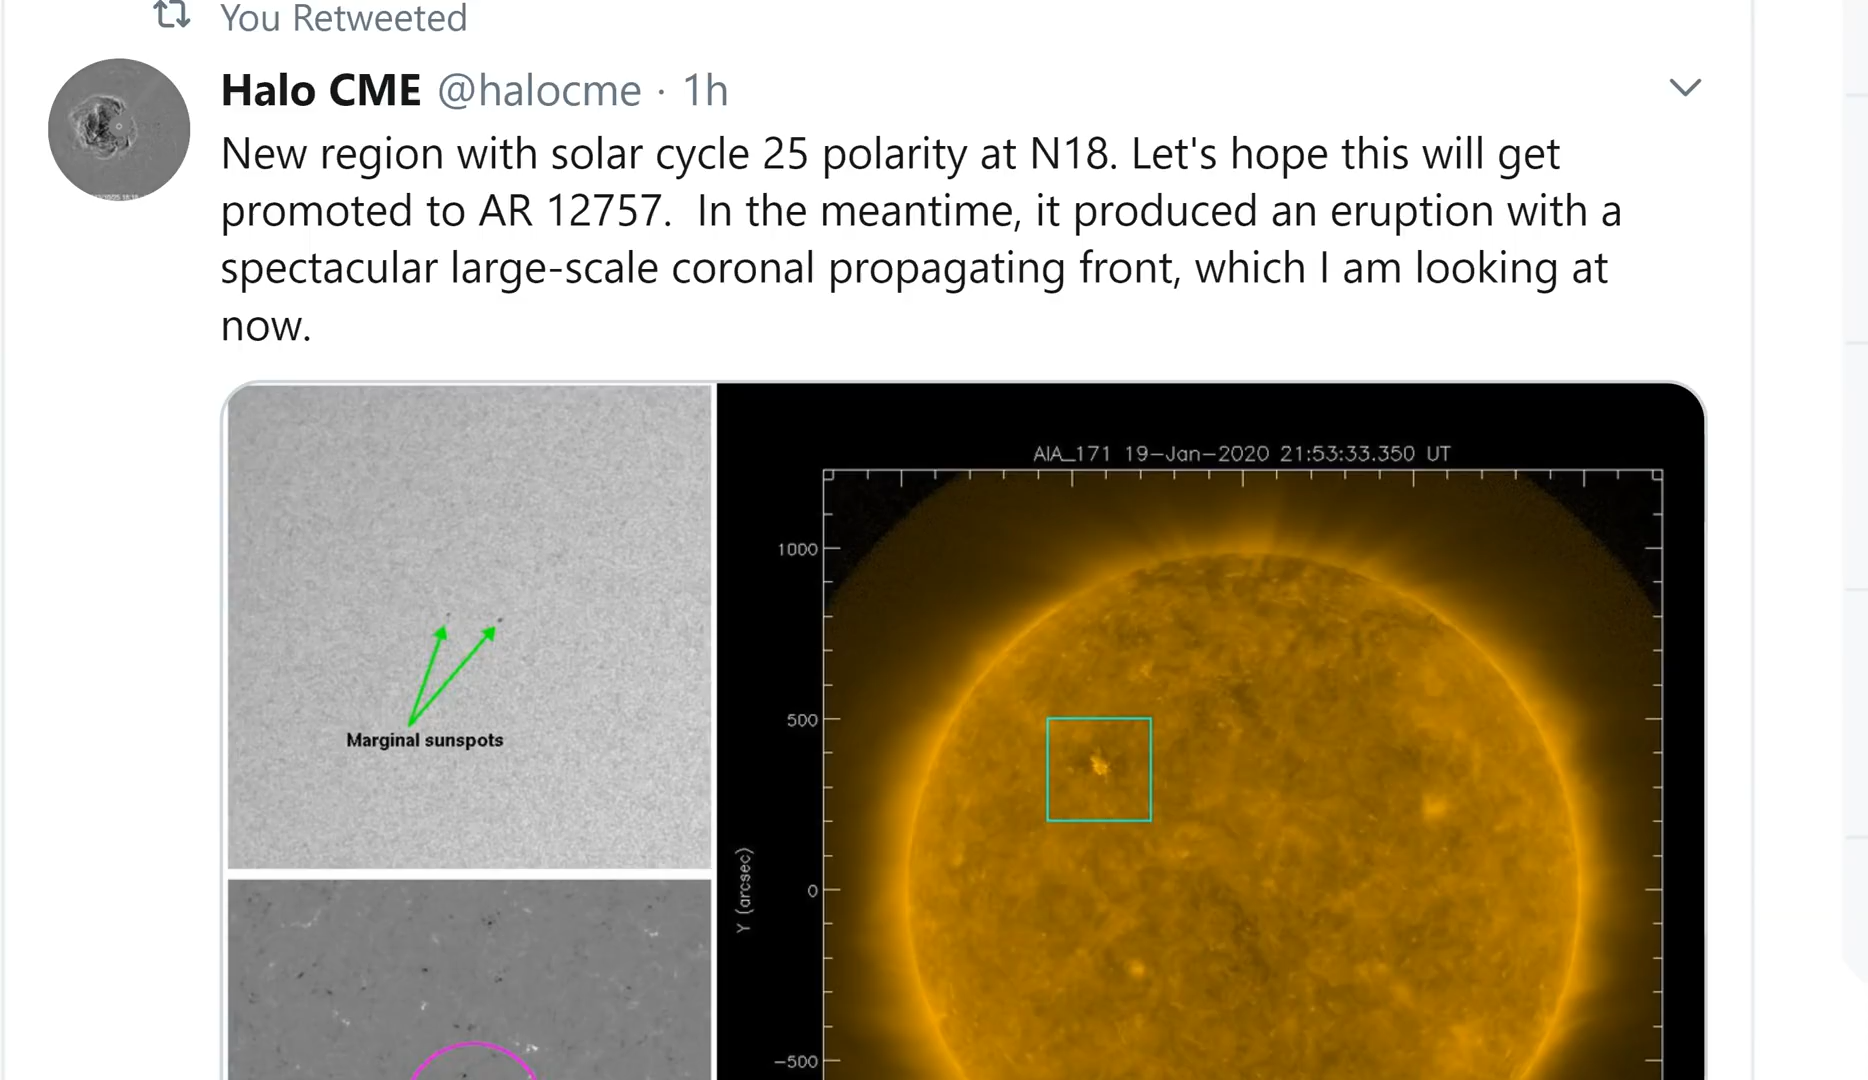 You Retweeted
Halo CME @halocme · 1h
New region with solar cycle 25 polarity at N18. Let's hope this will get
promoted to AR 12757.  In the meantime, it produced an eruption with a
spectacular large-scale coronal propagating front, which I am looking at
now.
Marginal sunspots
AIA_171 19-Jan-2020 21:53:33.350 UT
1000
500
0
-500
Y (arcsec)